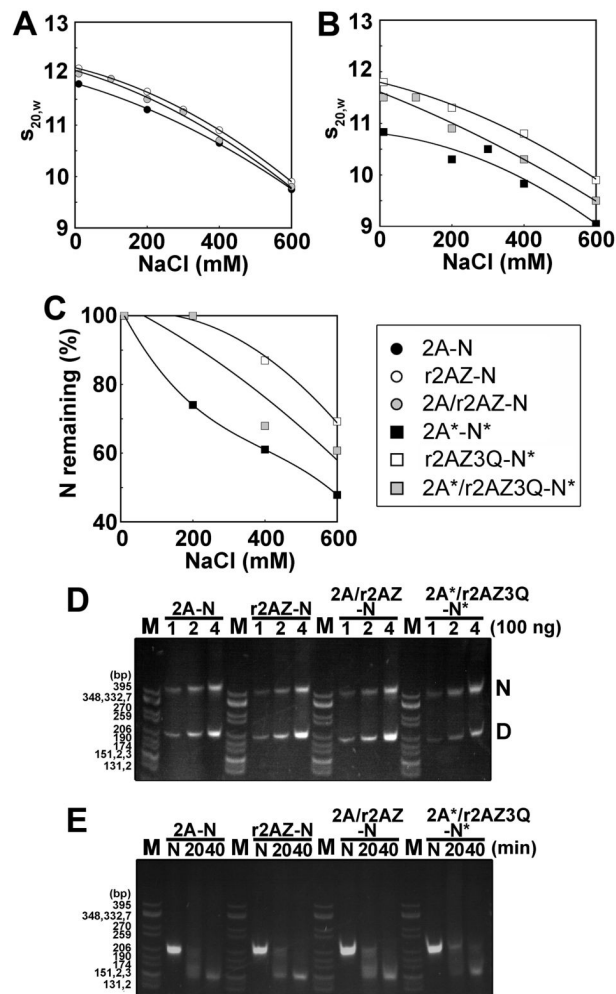 A
B
13
12
11
10
9
s20,w
0 200 400 600
NaCl (mM)
13
12
11
10
9
s20,w
0 200 400 600
NaCl (mM)
C
100
80
60
40
N remaining (%)
0 200 400 600
NaCl (mM)
2A-N
r2AZ-N
2A/r2AZ-N
2A*-N*
r2AZ3Q-N*
2A*/r2AZ3Q-N*
D
2A-N r2AZ-N 2A/r2AZ-N 2A*/r2AZ3Q-N*
M 1 2 4 M 1 2 4 M 1 2 4 M 1 2 4 (100 ng)
(bp)
395
348,332,7
270
259
206
190
174
151,2,3
131,2
N
D
E
2A-N r2AZ-N 2A/r2AZ-N 2A*/r2AZ3Q-N*
M N 20 40 M N 20 40 M N 20 40 M N 20 40 (min)
(bp)
395
348,332,7
270
259
206
190
174
151,2,3
131,2